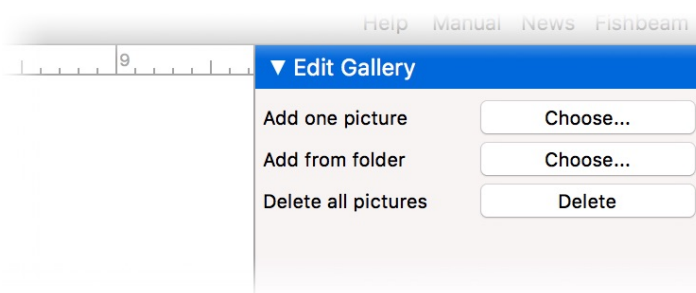 Help Manual News Fishbeam
9
▼ Edit Gallery
Add one picture Choose...
Add from folder Choose...
Delete all pictures Delete